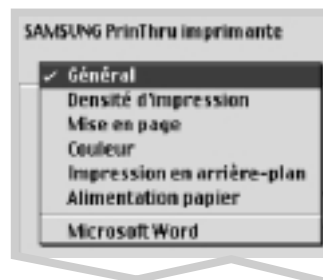 SAMSUNG PrinThru imprimante
✓ Général
Densité d'impression
Mise en page
Couleur
Impression en arrière-plan
Alimentation papier
Microsoft Word